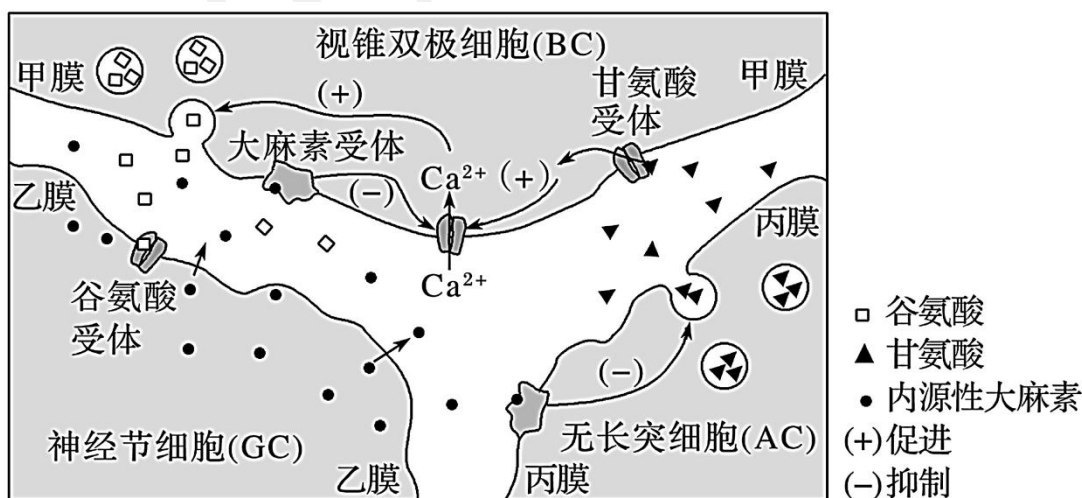 视锥双极细胞(BC)
甲膜
甘氨酸
受体
甲膜
(+)
大麻素受体
(−)
Ca²⁺
(+)
乙膜
丙膜
Ca²⁺
谷氨酸
受体
(−)
神经节细胞(GC)
乙膜
丙膜
无长突细胞(AC)
谷氨酸
甘氨酸
内源性大麻素
(+)促进
(−)抑制